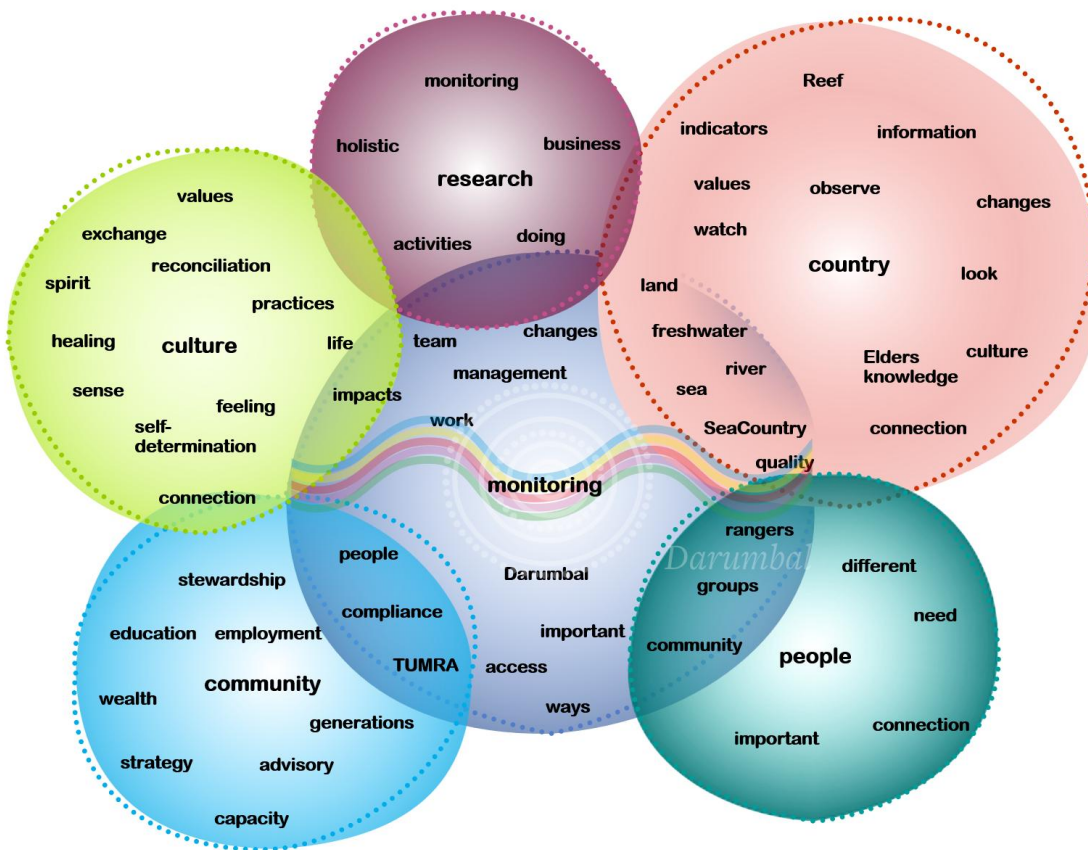 monitoring
holistic
business
research
activities
doing
Reef
indicators
information
values
observe
changes
watch
country
look
land
freshwater
river
Elders
knowledge
culture
sea
SeaCountry
connection
quality
values
exchange
reconciliation
spirit
practices
healing
culture
life
sense
feeling
impacts
self-
determination
connection
team
changes
management
work
monitoring
Darumbal
Darumbal
important
access
ways
people
stewardship
compliance
education
employment
TUMRA
community
wealth
generations
strategy
advisory
capacity
rangers
different
groups
need
community
people
connection
important